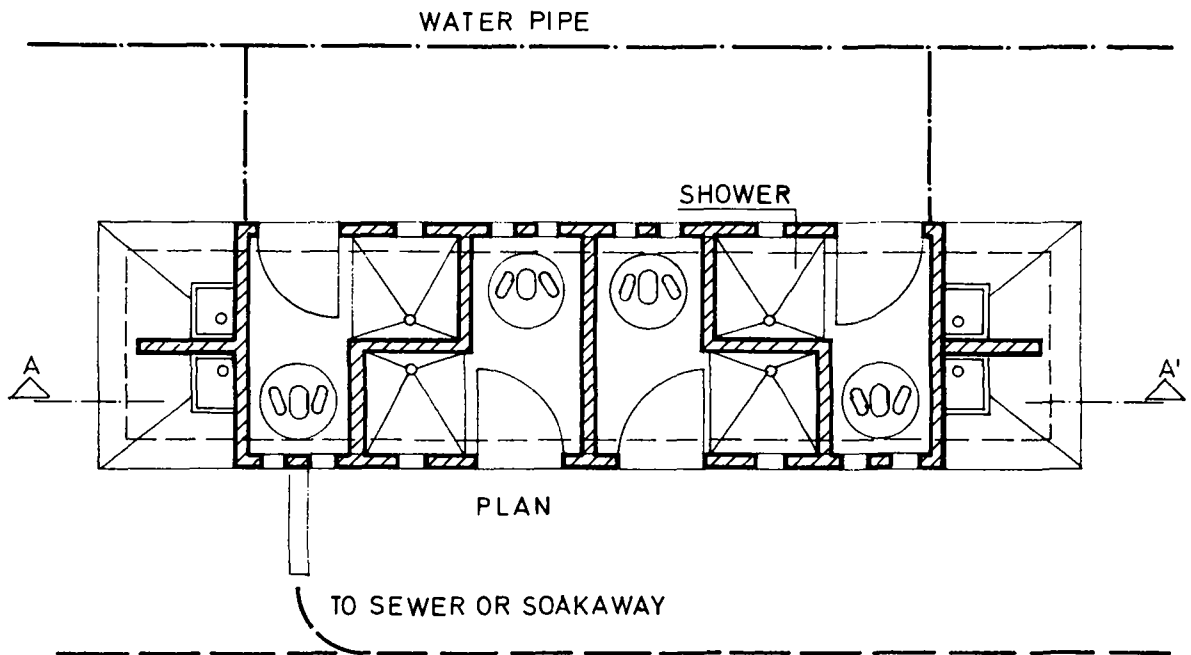 WATER PIPE
SHOWER
A
A'
PLAN
TO SEWER OR SOAKAWAY